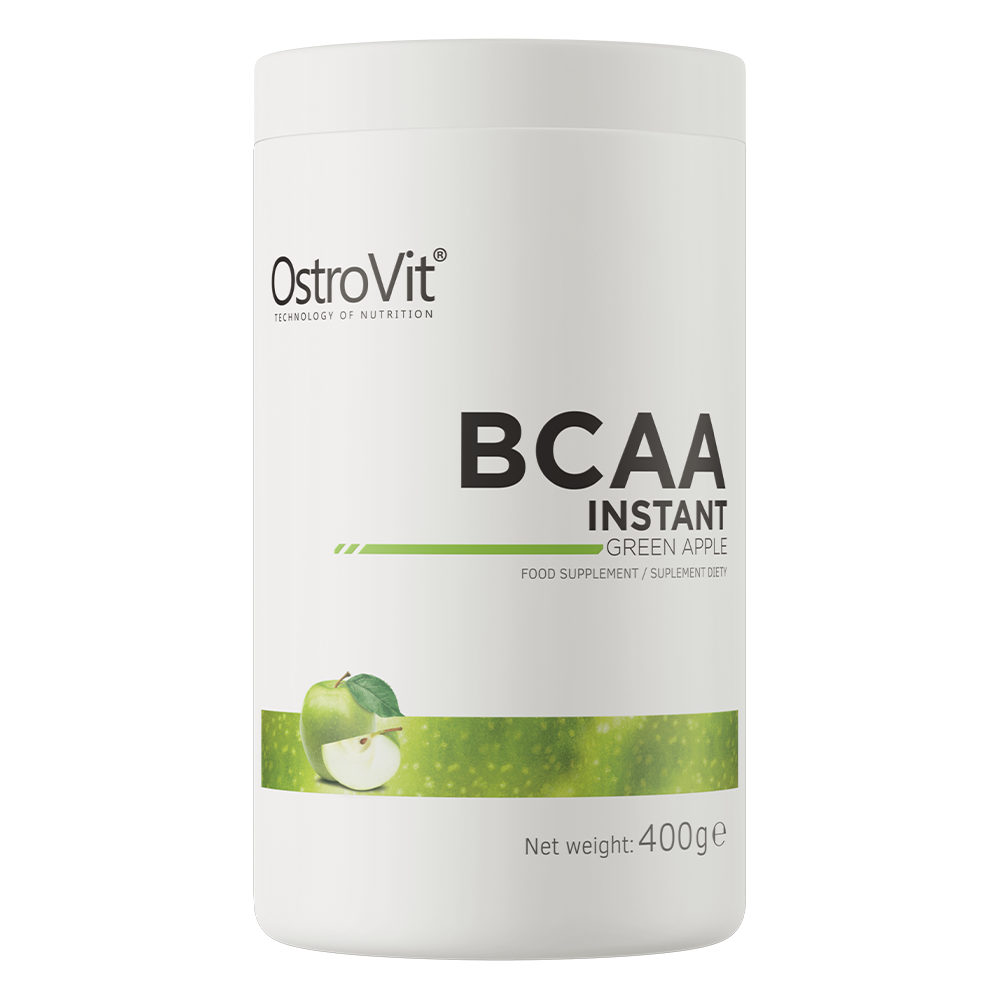 OstroVit®
TECHNOLOGY OF NUTRITION
BCAA
INSTANT
GREEN APPLE
FOOD SUPPLEMENT / SUPLEMENT DIETY
Net weight: 400g℮